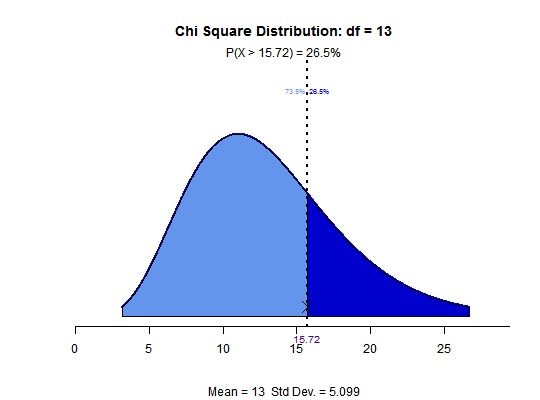 Chi Square Distribution: df = 13
P(X > 15.72) = 26.5%
73.5% 26.5%
0 5 10 15 20 25
15.72
Mean = 13 Std Dev. = 5.099